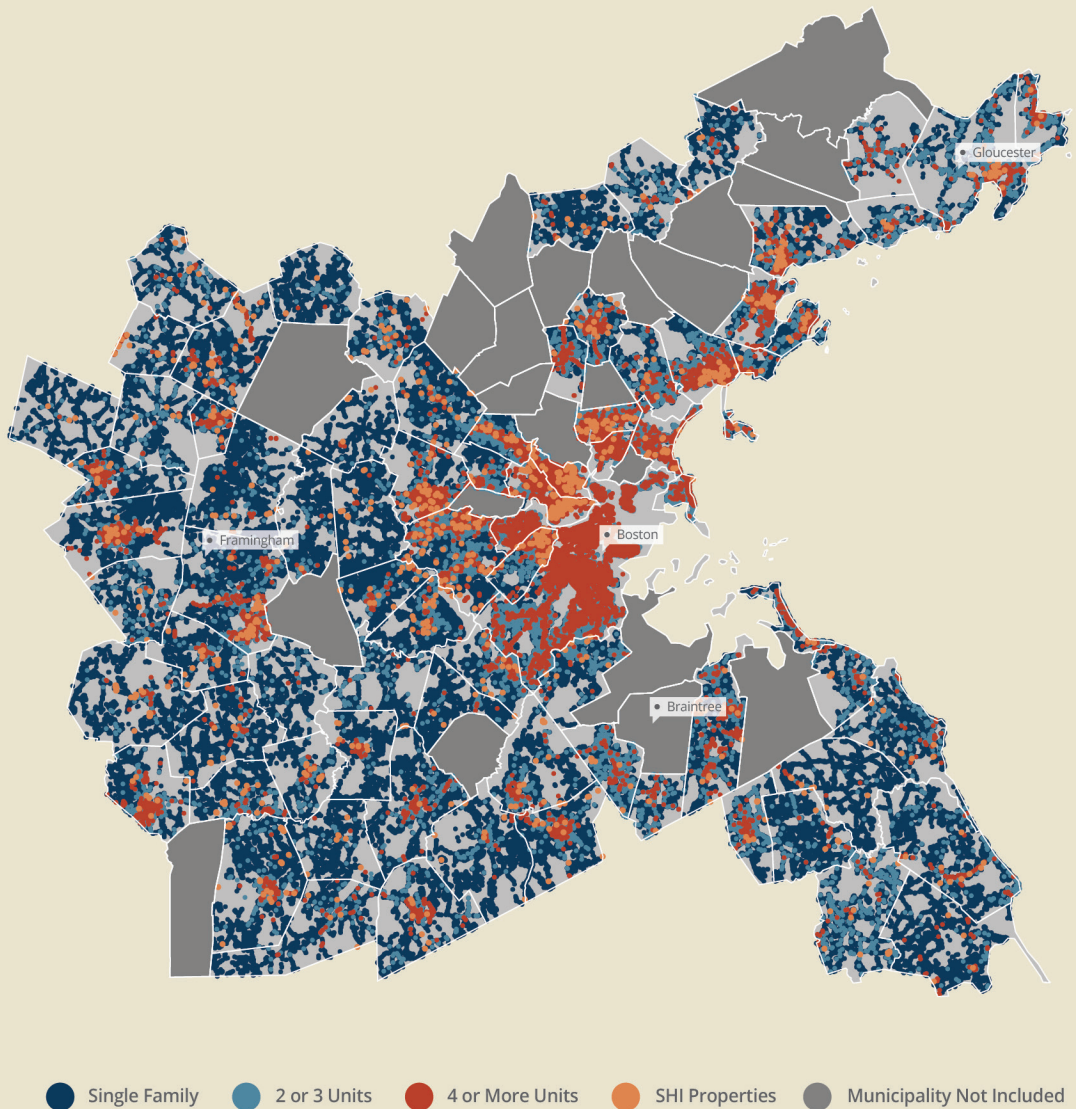 Gloucester
Framingham
Boston
Braintree
Single Family
2 or 3 Units
4 or More Units
SHI Properties
Municipality Not Included